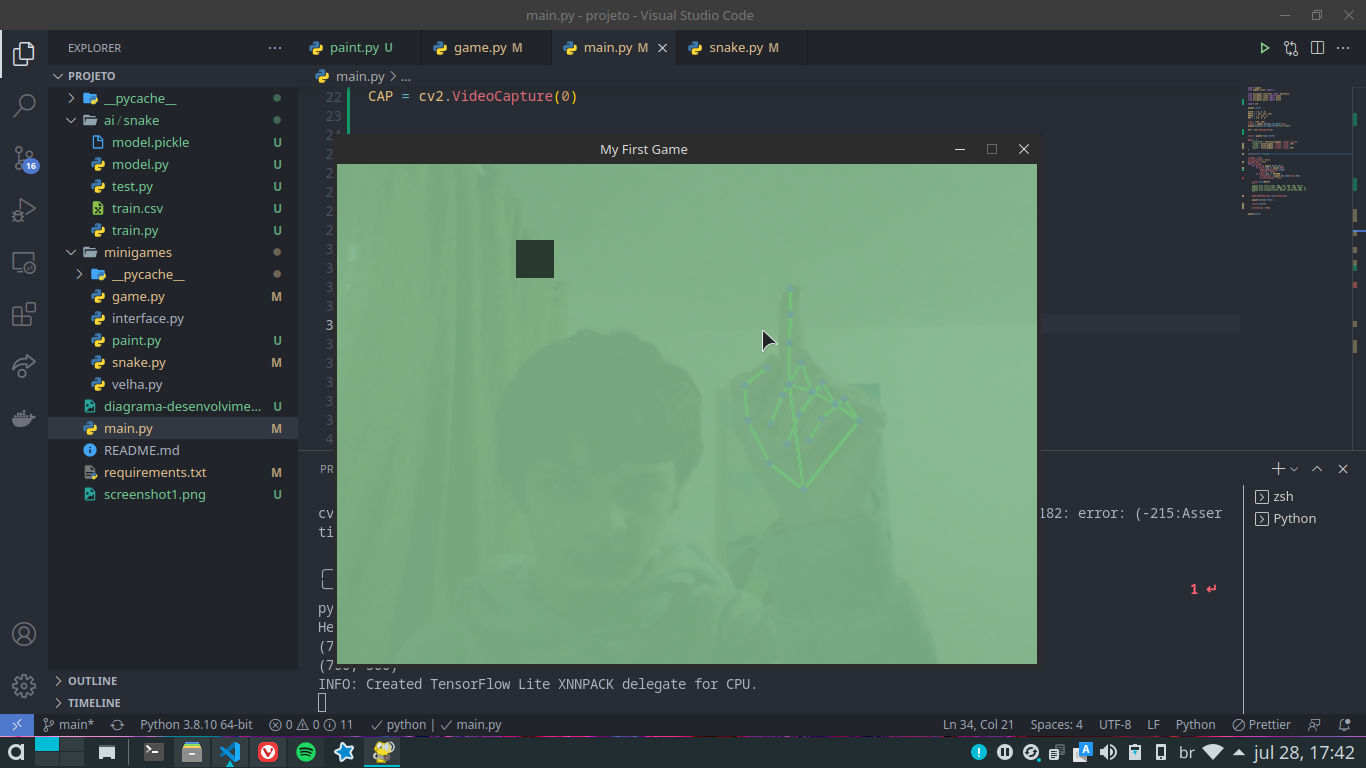 main.py - projeto - Visual Studio Code
EXPLORER
paint.py U
game.py M
main.py M
snake.py M
PROJETO
main.py > ...
__pycache__
22 CAP = cv2.VideoCapture(0)
ai / snake
23
model.pickle U
My First Game
model.py U
test.py U
train.csv U
train.py U
minigames
__pycache__
game.py M
interface.py
paint.py U
snake.py M
velha.py
diagrama-desenvolvime... U
main.py M
README.md
requirements.txt M
screenshot1.png U
zsh
Python
cv
182: error: (-215:Asser
ti
1 ↵
py
He
(7
INFO: Created TensorFlow Lite XNNPACK delegate for CPU.
OUTLINE
TIMELINE
16
main*
Python 3.8.10 64-bit
0
0
11
python |
main.py
Ln 34, Col 21
Spaces: 4
UTF-8
LF
Python
Prettier
A
br
jul 28, 17:42